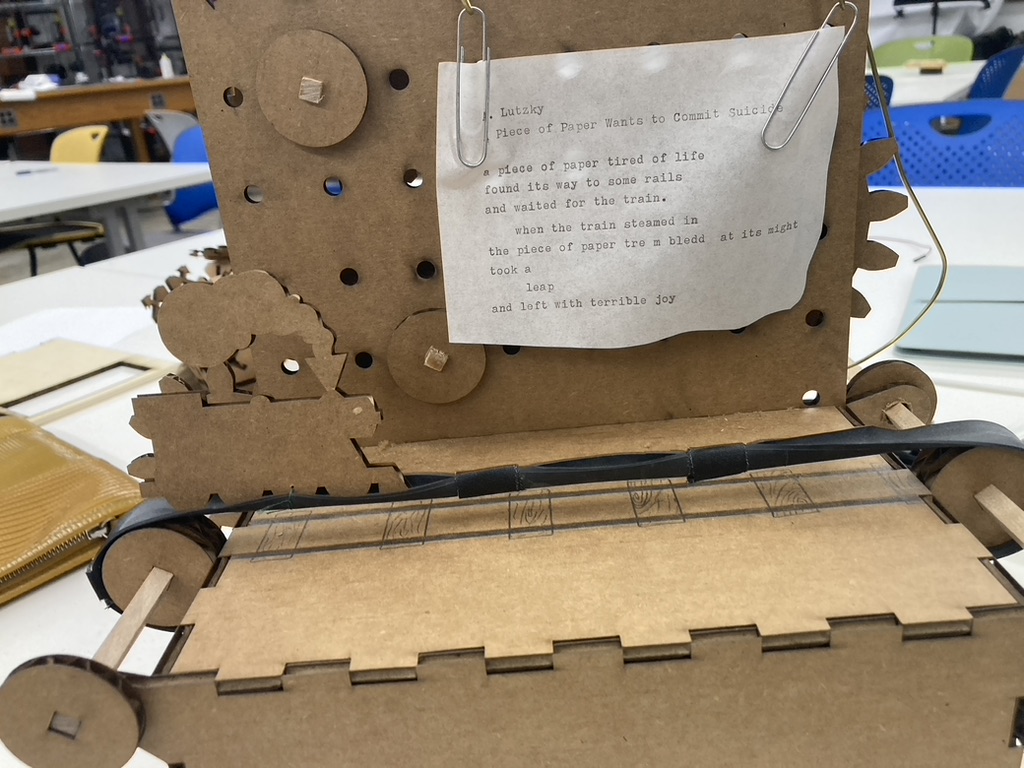 . Lutzky
Piece of Paper Wants to Commit Suicide
a piece of paper tired of life
found its way to some rails
and waited for the train.
when the train steamed in
the piece of paper tre m bledd at its might
took a
leap
and left with terrible joy